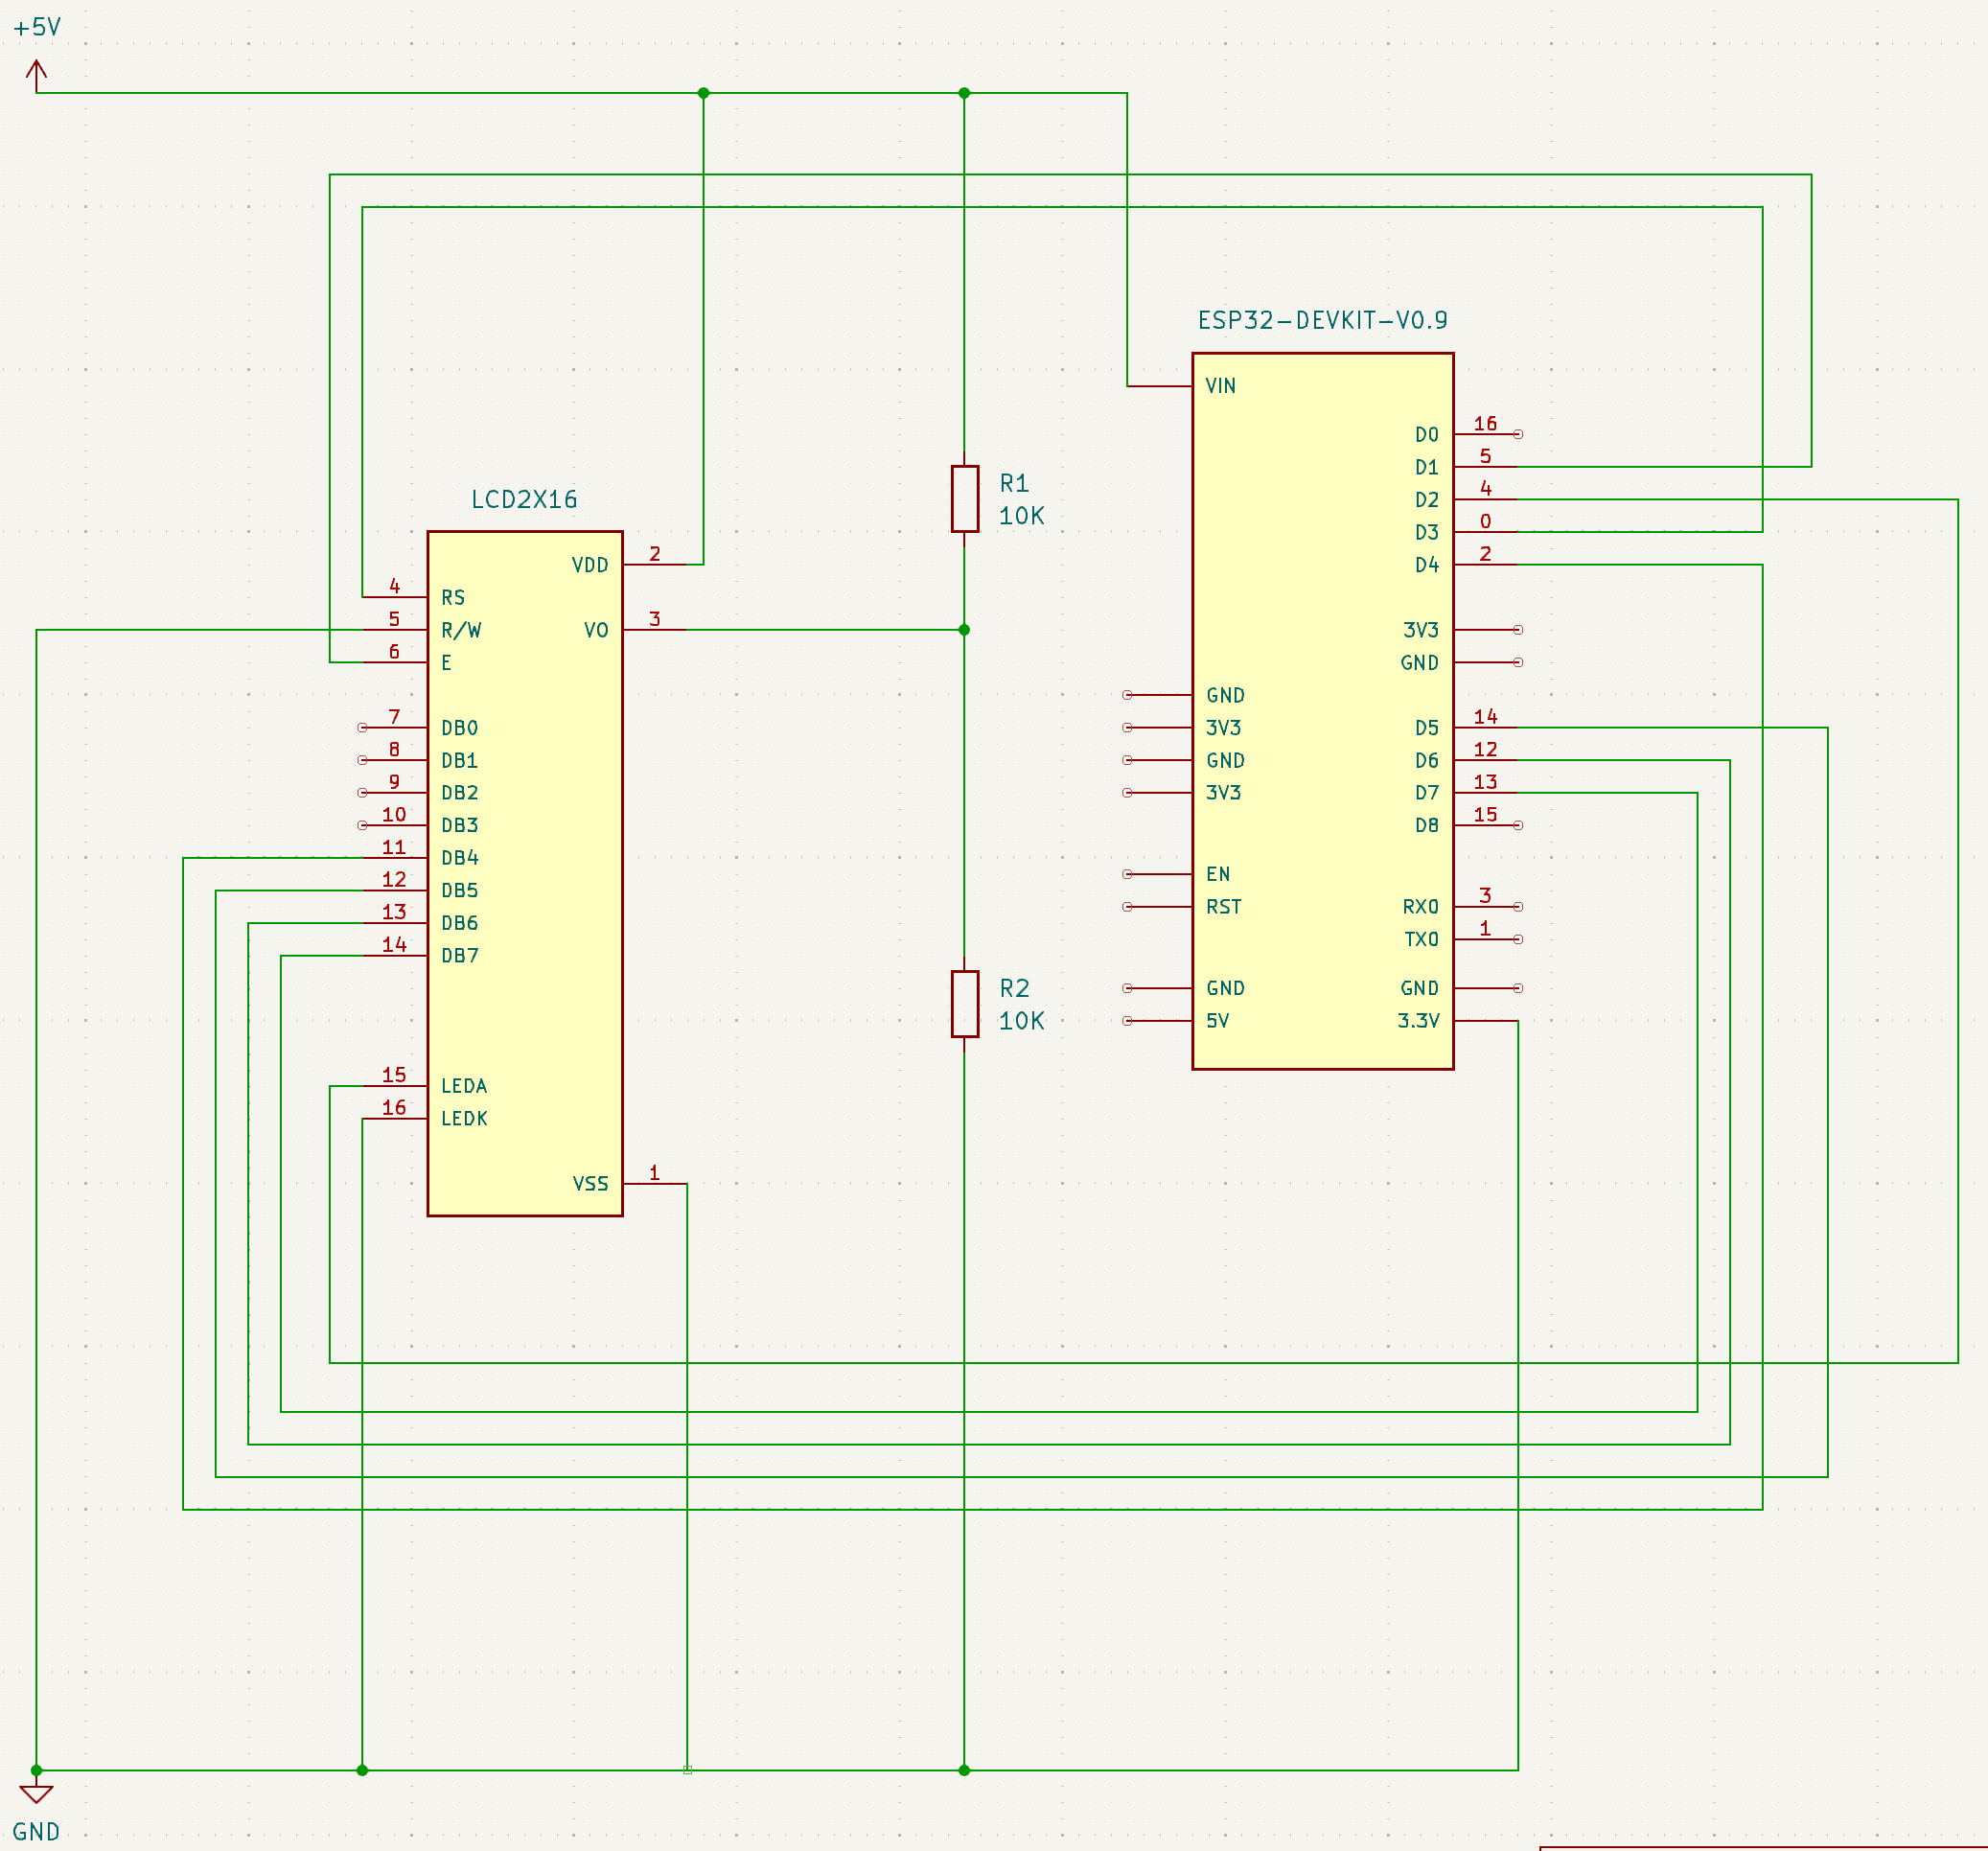 +5V
ESP32-DEVKIT-V0.9
VIN
16
D0
5
D1
4
D2
0
D3
2
D4
3V3
GND
GND
3V3
GND
3V3
14
D5
12
D6
13
D7
15
D8
EN
RST
3
RX0
1
TX0
GND
5V
GND
3.3V
R1
10K
R2
10K
LCD2X16
2
VDD
3
VO
4
RS
5
R/W
6
E
7
DB0
8
DB1
9
DB2
10
DB3
11
DB4
12
DB5
13
DB6
14
DB7
15
LEDA
16
LEDK
1
VSS
GND